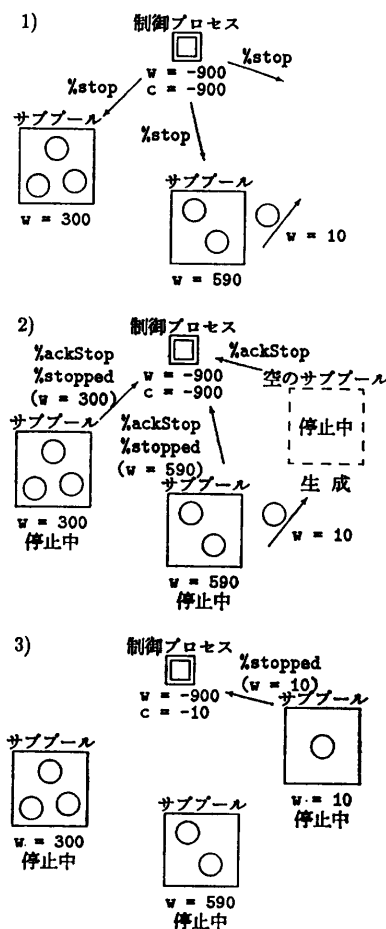 1)
制御プロセス
%stop
w = -900
c = -900
%stop
サブプール
%stop
w = 300
サブプール
w = 10
w = 590
2)
制御プロセス
%ackStop
%stopped
(w = 300)
%ackStop
w = -900
c = -900
空のサブプール
サブプール
%ackStop
%stopped
(w = 590)
停止中
サブプール
生 成
w = 300
停止中
w = 10
w = 590
停止中
3)
制御プロセス
%stopped
(w = 10)
w = -900
c = -10
サブプール
サブプール
w = 10
停止中
w = 300
停止中
サブプール
w = 590
停止中